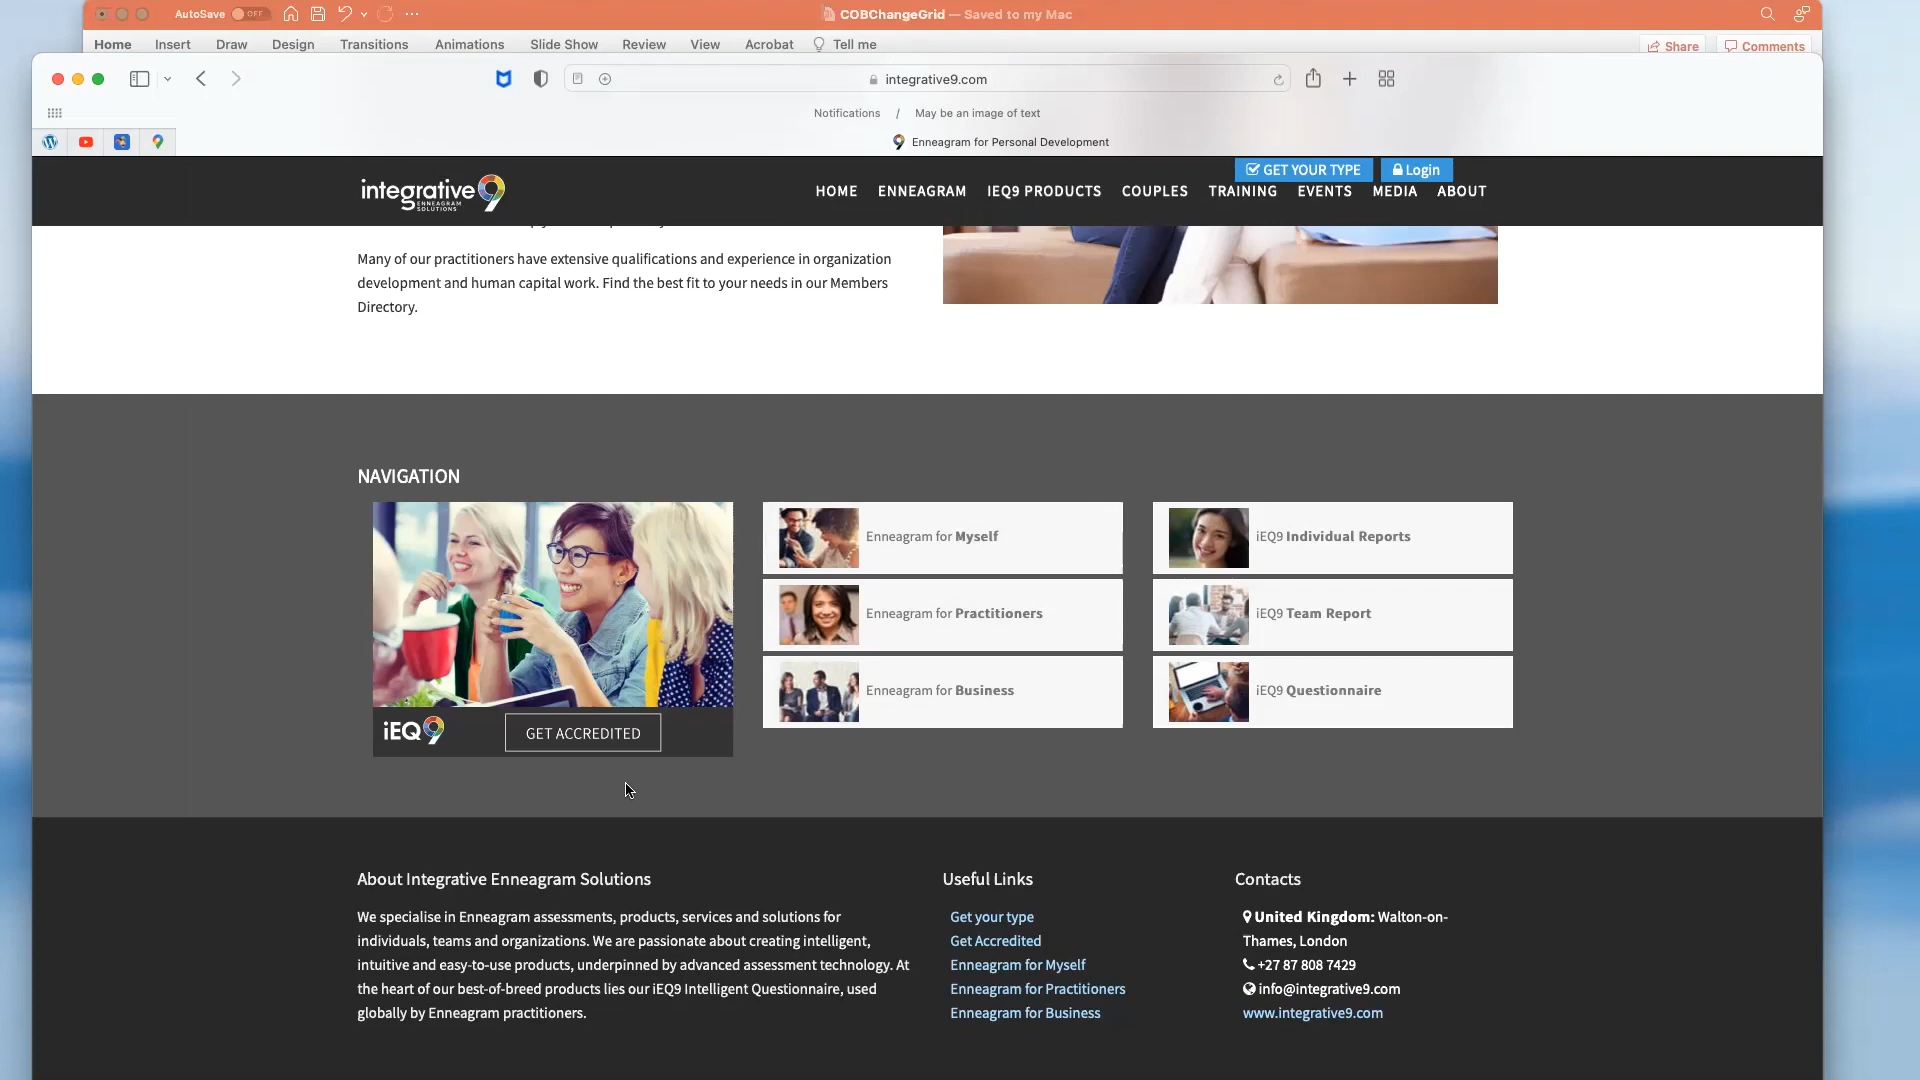 AutoSave OFF
COBChangeGrid — Saved to my Mac
Home Insert Draw Design Transitions Animations Slide Show Review View Acrobat Tell me
Share Comments
integrative9.com
Notifications / May be an image of text
Enneagram for Personal Development
GET YOUR TYPE Login
integrative9
ENNEAGRAM
SOLUTIONS
HOME ENNEAGRAM IEQ9 PRODUCTS COUPLES TRAINING EVENTS MEDIA ABOUT
Many of our practitioners have extensive qualifications and experience in organization
development and human capital work. Find the best fit to your needs in our Members
Directory.
NAVIGATION
iEQ9
GET ACCREDITED
Enneagram for Myself
Enneagram for Practitioners
Enneagram for Business
iEQ9 Individual Reports
iEQ9 Team Report
iEQ9 Questionnaire
About Integrative Enneagram Solutions
We specialise in Enneagram assessments, products, services and solutions for
individuals, teams and organizations. We are passionate about creating intelligent,
intuitive and easy-to-use products, underpinned by advanced assessment technology. At
the heart of our best-of-breed products lies our iEQ9 Intelligent Questionnaire, used
globally by Enneagram practitioners.
Useful Links
Get your type
Get Accredited
Enneagram for Myself
Enneagram for Practitioners
Enneagram for Business
Contacts
United Kingdom: Walton-on-
Thames, London
+27 87 808 7429
info@integrative9.com
www.integrative9.com